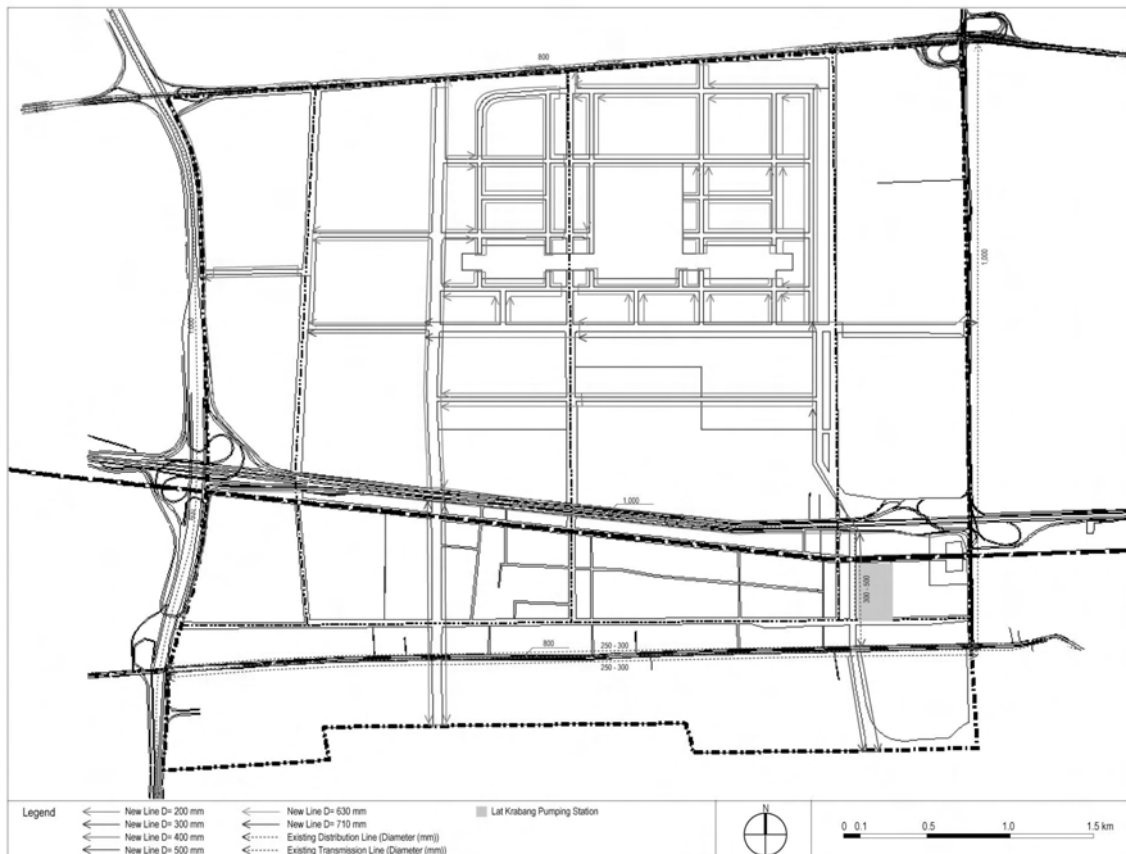 800
1,000
1,000
1,000
300 - 500
800
250 - 300
250 - 300
Legend
New Line D= 200 mm
New Line D= 300 mm
New Line D= 400 mm
New Line D= 500 mm
New Line D= 630 mm
New Line D= 710 mm
Existing Distribution Line (Diameter (mm))
Existing Transmission Line (Diameter (mm))
Lat Krabang Pumping Station
N
0 0.1 0.5 1.0 1.5 km